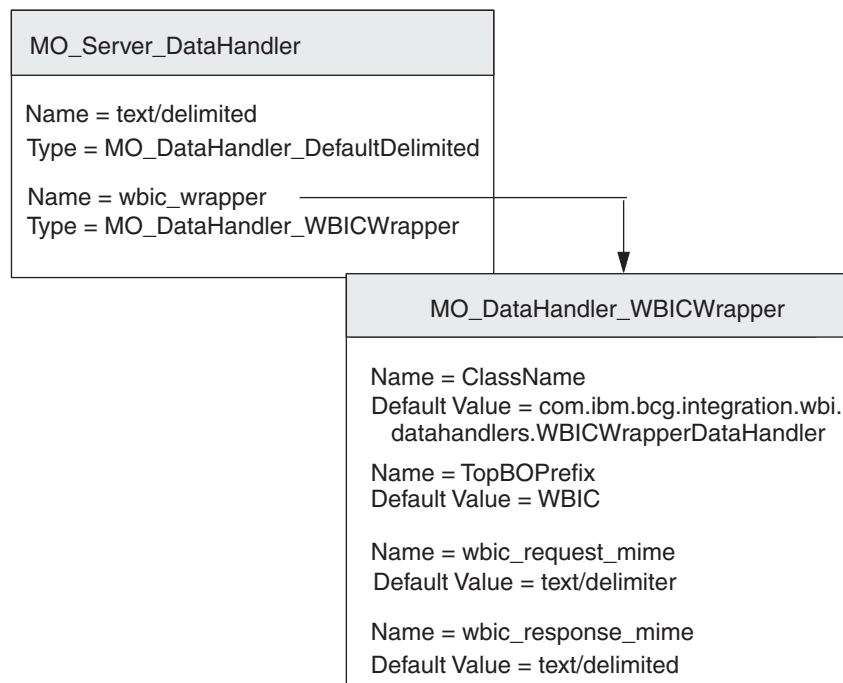 MO_Server_DataHandler
Name = text/delimited
Type = MO_DataHandler_DefaultDelimited
Name = wbic_wrapper
Type = MO_DataHandler_WBICWrapper
MO_DataHandler_WBICWrapper
Name = ClassName
Default Value = com.ibm.bcg.integration.wbi.
datahandlers.WBICWrapperDataHandler
Name = TopBOPrefix
Default Value = WBIC
Name = wbic_request_mime
Default Value = text/delimiter
Name = wbic_response_mime
Default Value = text/delimited